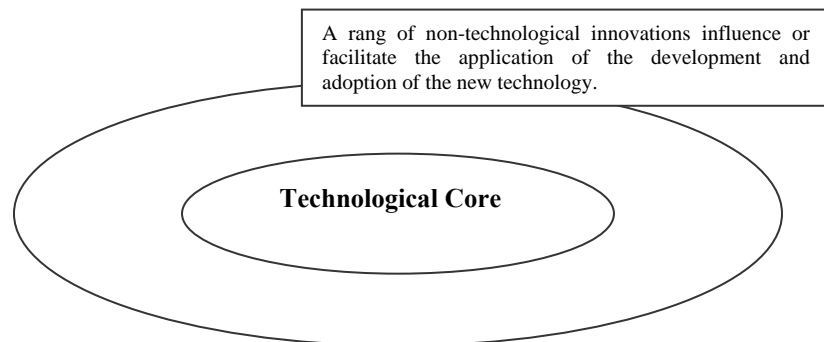 A rang of non-technological innovations influence or
facilitate the application of the development and
adoption of the new technology.
Technological Core